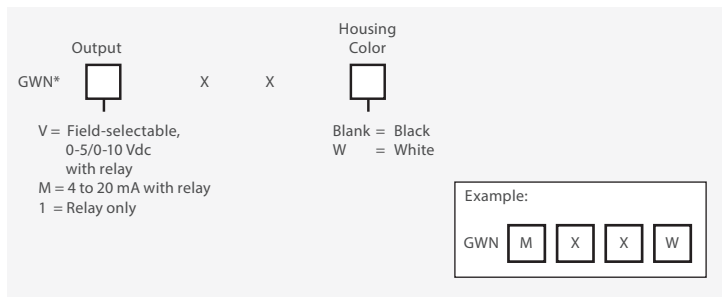 Housing
Output Color
GWN* X X
V = Field-selectable,
0-5/0-10 Vdc
with relay
M = 4 to 20 mA with relay
1 = Relay only
Blank = Black
W = White
Example:
GWN M X X W